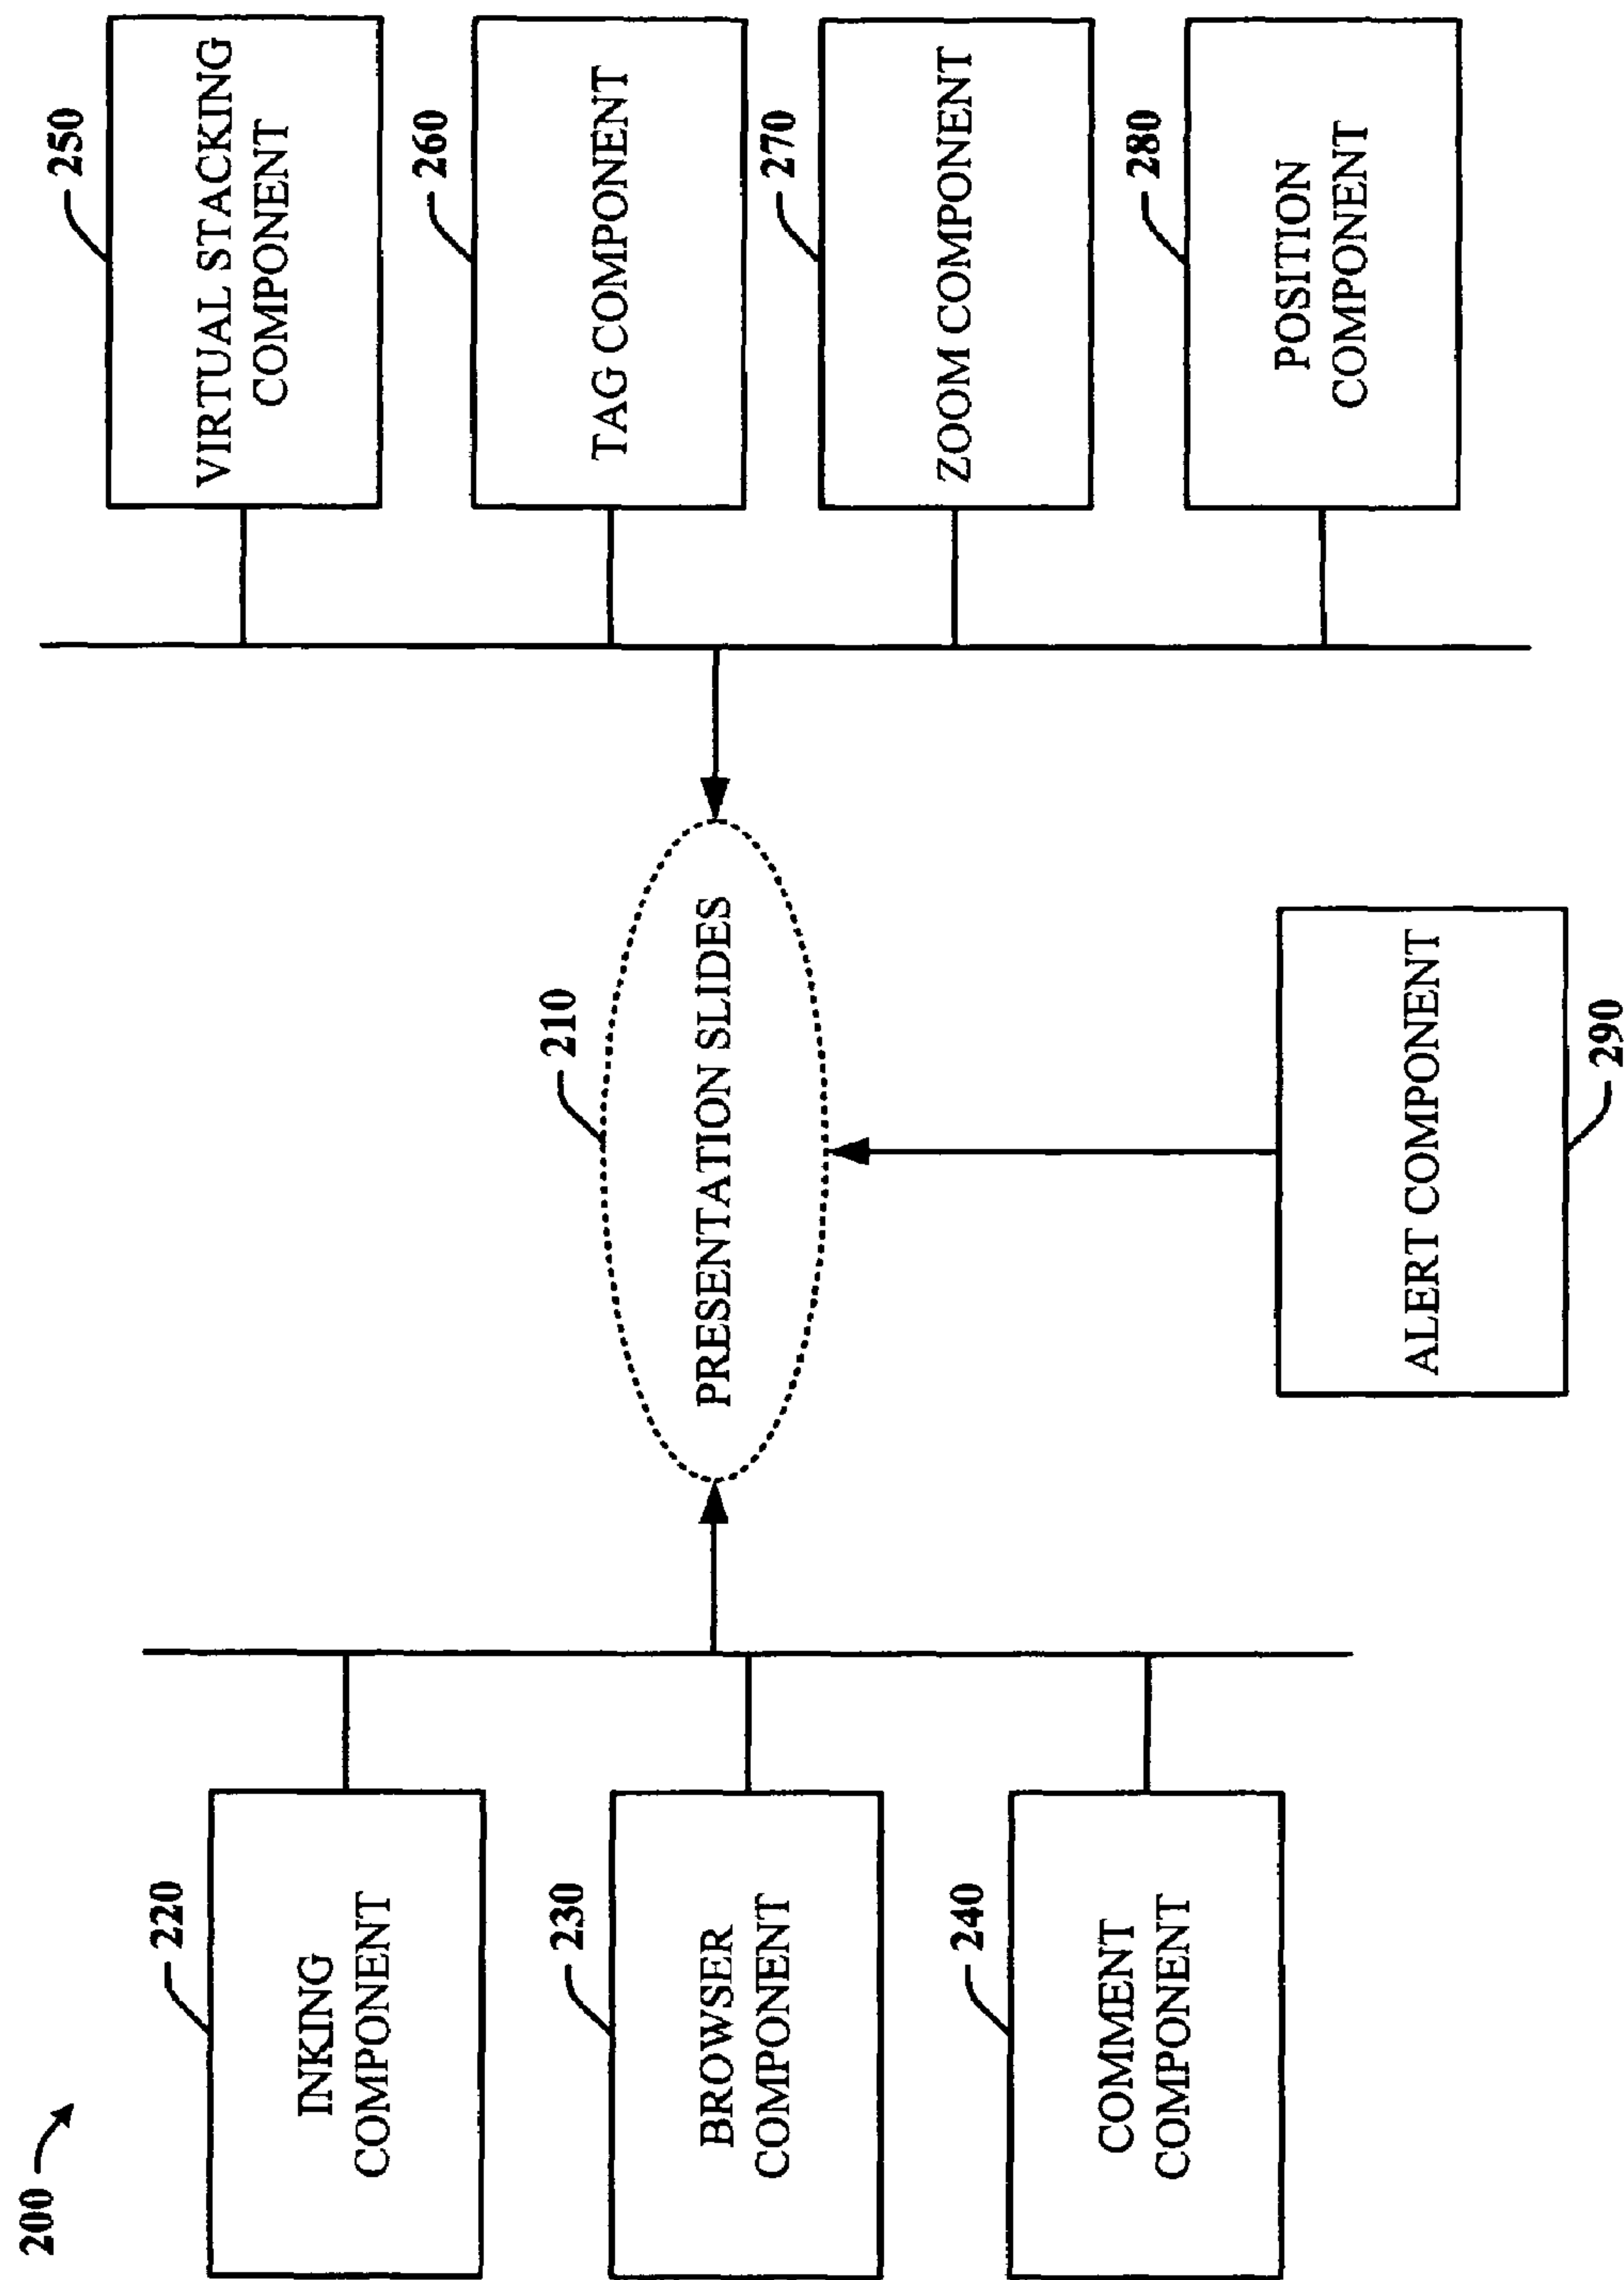 200
220
INKING
COMPONENT
230
BROWSER
COMPONENT
240
COMMENT
COMPONENT
210
PRESENTATION SLIDES
ALERT COMPONENT
290
250
VIRTUAL STACKING
COMPONENT
260
TAG COMPONENT
270
ZOOM COMPONENT
280
POSITION
COMPONENT